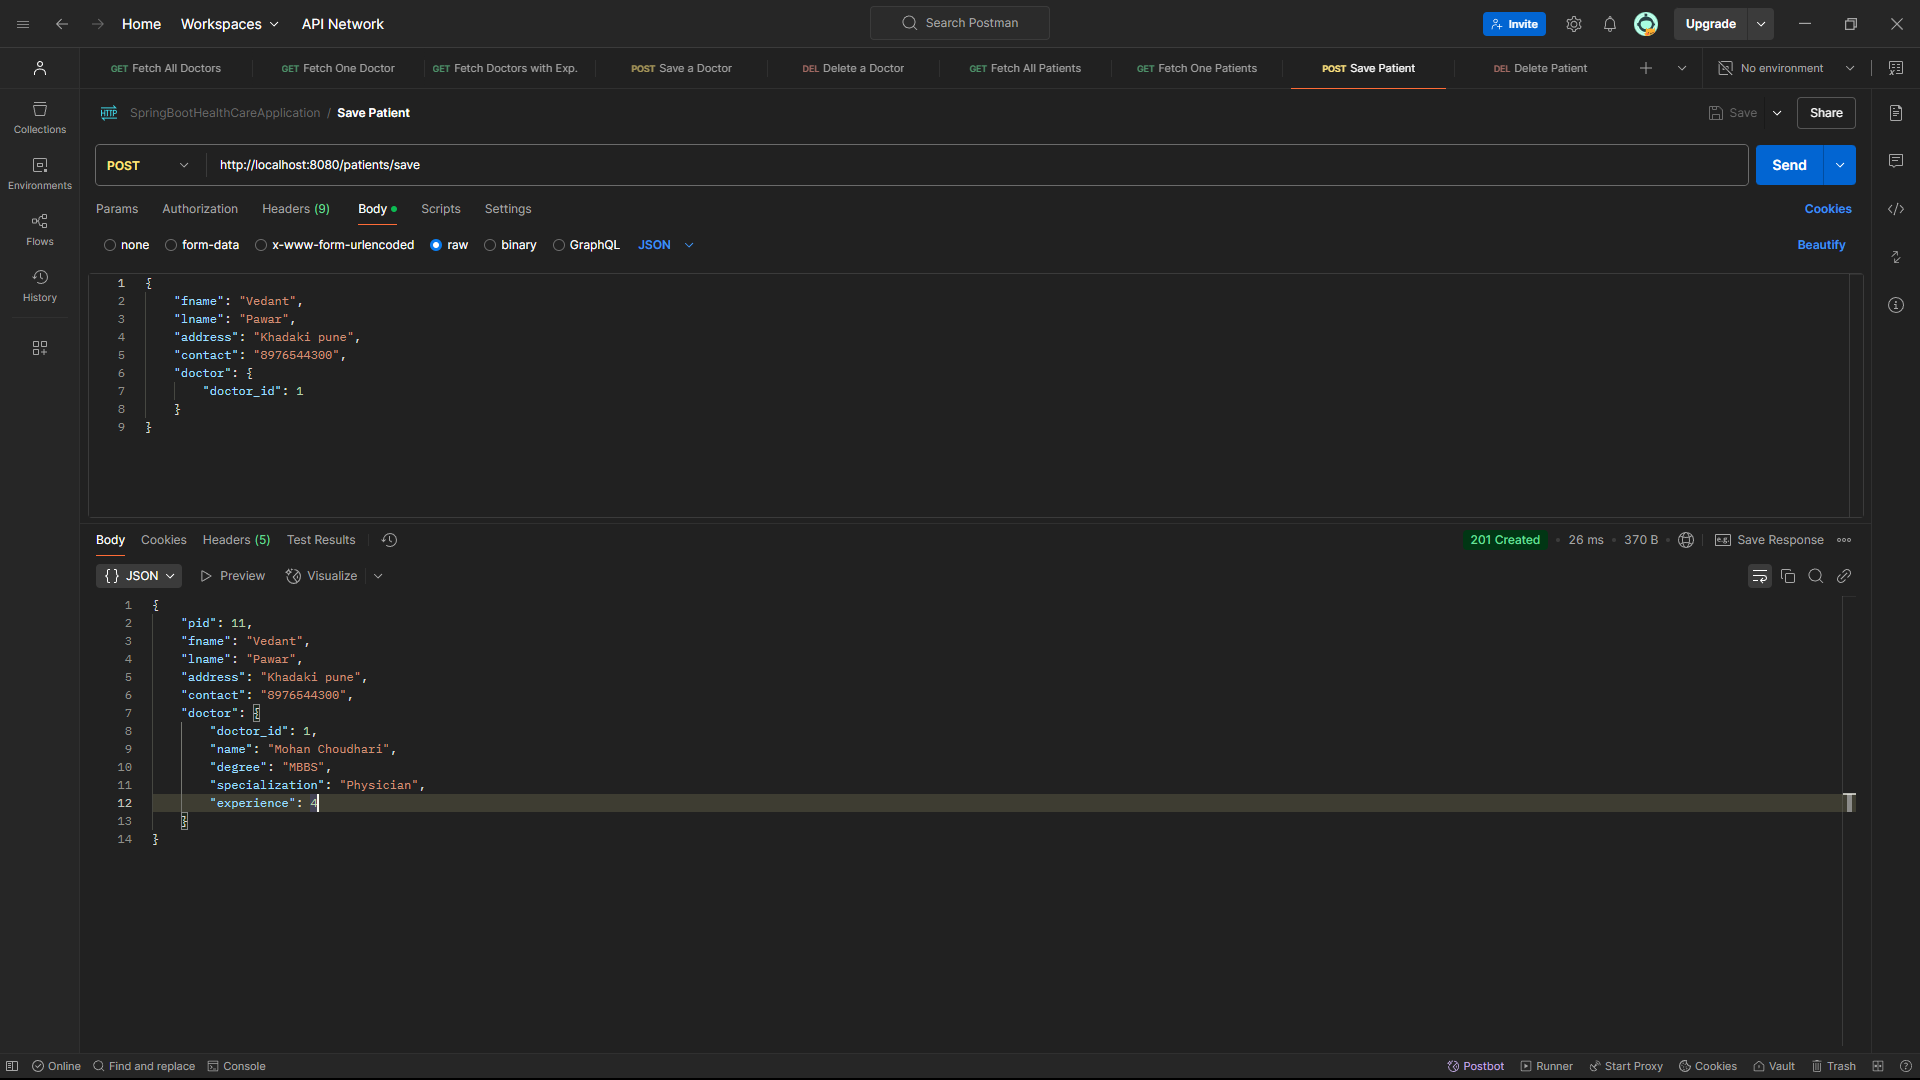 Home Workspaces API Network Search Postman Invite Upgrade
GET Fetch All Doctors GET Fetch One Doctor GET Fetch Doctors with Exp. POST Save a Doctor DEL Delete a Doctor GET Fetch All Patients GET Fetch One Patients POST Save Patient DEL Delete Patient No environment
Collections
Environments
Flows
History
HTTP SpringBootHealthCareApplication / Save Patient Save Share
POST http://localhost:8080/patients/save Send
Params Authorization Headers (9) Body Scripts Settings Cookies
none form-data x-www-form-urlencoded raw binary GraphQL JSON Beautify
1 {
2 "fname": "Vedant",
3 "lname": "Pawar",
4 "address": "Khadaki pune",
5 "contact": "8976544300",
6 "doctor": {
7 "doctor_id": 1
8 }
9 }
Body Cookies Headers (5) Test Results 201 Created • 26 ms • 370 B • e.g. Save Response
{} JSON Preview Visualize
1 {
2 "pid": 11,
3 "fname": "Vedant",
4 "lname": "Pawar",
5 "address": "Khadaki pune",
6 "contact": "8976544300",
7 "doctor": {
8 "doctor_id": 1,
9 "name": "Mohan Choudhari",
10 "degree": "MBBS",
11 "specialization": "Physician",
12 "experience": 4
13 }
14 }
Online Find and replace Console Postbot Runner Start Proxy Cookies Vault Trash